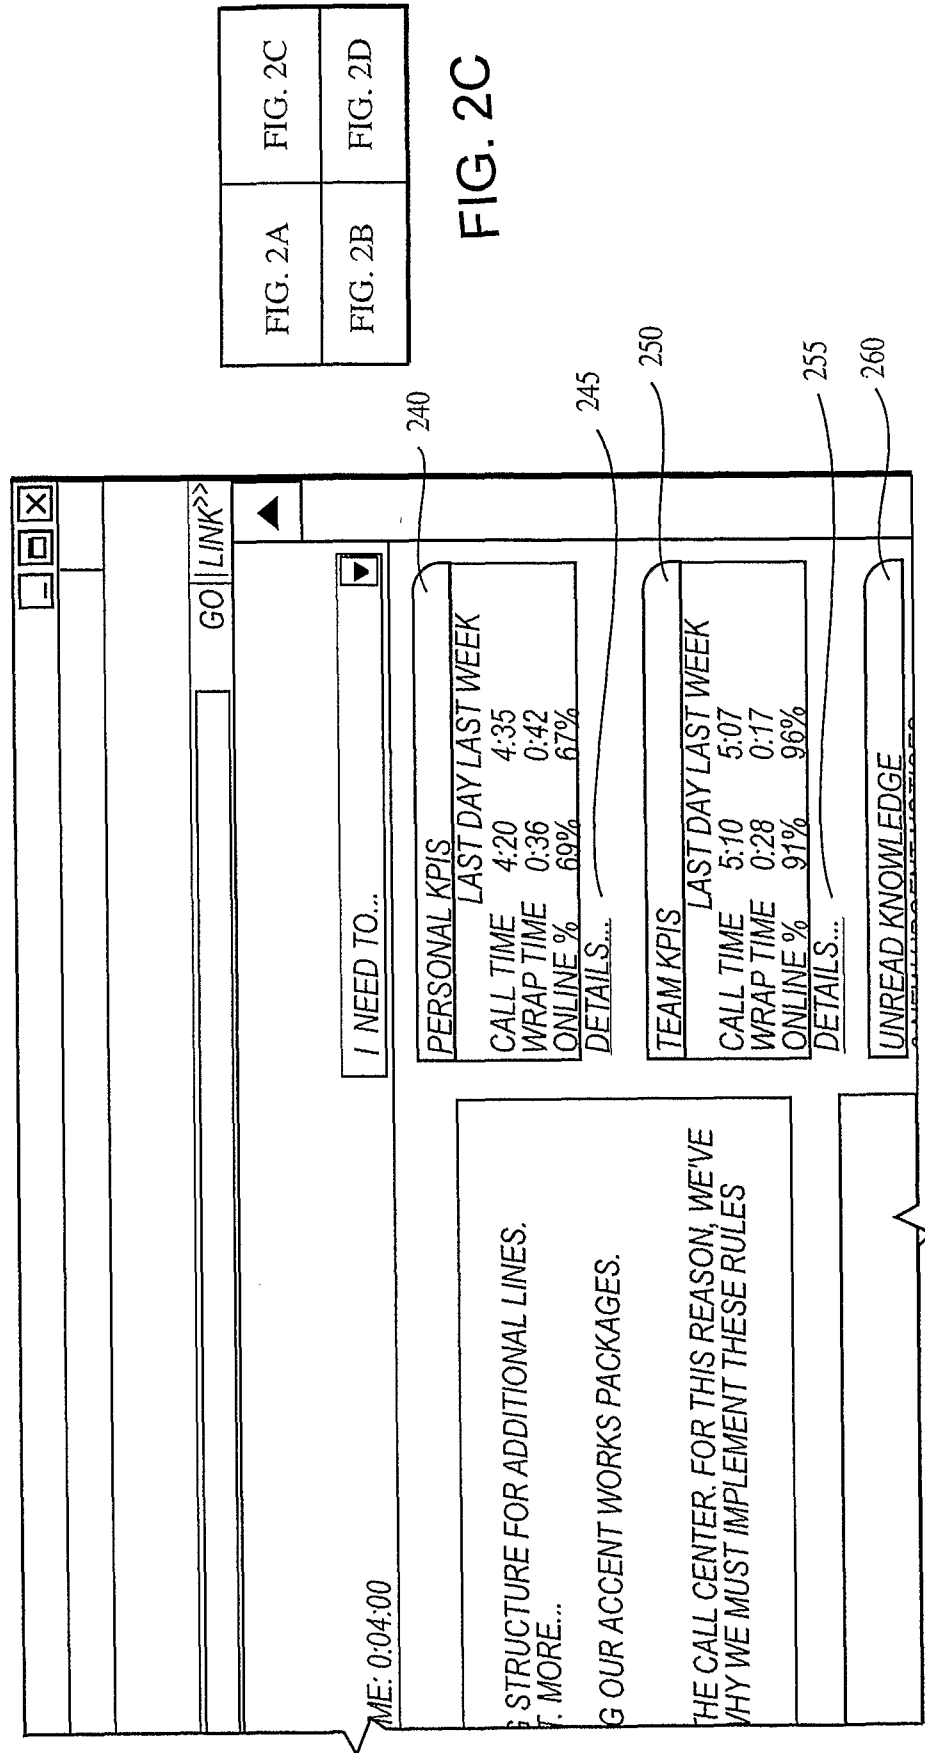 FIG. 2A FIG. 2C
FIG. 2B FIG. 2D
FIG. 2C
GO LINK>>
ME: 0:04:00
I NEED TO...
STRUCTURE FOR ADDITIONAL LINES.
T. MORE...
G OUR ACCENT WORKS PACKAGES.
THE CALL CENTER. FOR THIS REASON, WE'VE
WHY WE MUST IMPLEMENT THESE RULES
PERSONAL KPIS
LAST DAY LAST WEEK
CALL TIME 4:20 4:35
WRAP TIME 0:36 0:42
ONLINE % 69% 67%
DETAILS...
TEAM KPIS
LAST DAY LAST WEEK
CALL TIME 5:10 5:07
WRAP TIME 0:28 0:17
ONLINE % 91% 96%
DETAILS...
UNREAD KNOWLEDGE
240
245
250
255
260